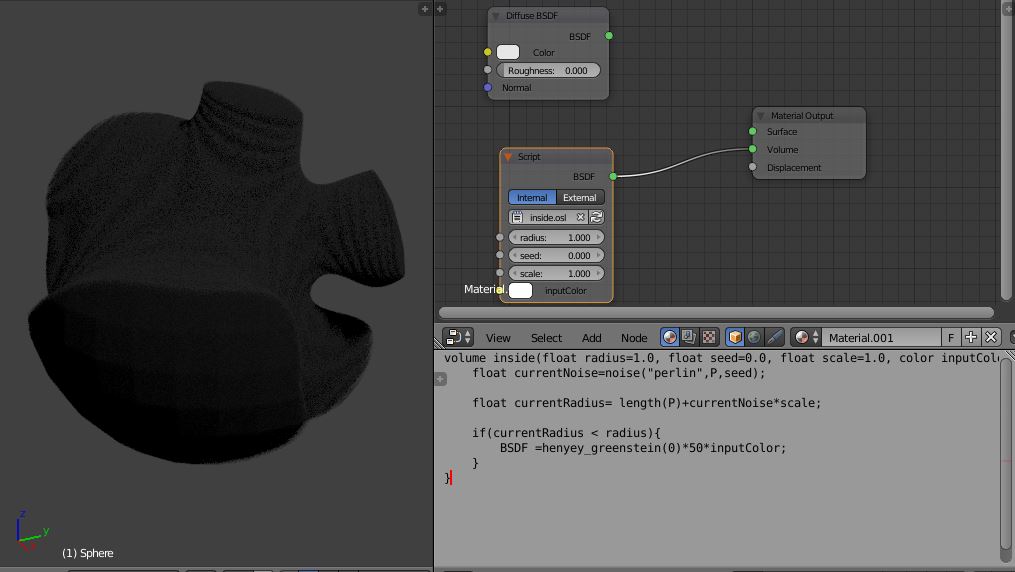 Diffuse BSDF
BSDF
Color
Roughness: 0.000
Normal
Material Output
Surface
Volume
Displacement
Script
BSDF
Internal External
inside.osl
radius: 1.000
seed: 0.000
scale: 1.000
inputColor
Material.
View Select Add Node Material.001 F
volume inside(float radius=1.0, float seed=0.0, float scale=1.0, color inputColo
float currentNoise=noise("perlin",P,seed);
float currentRadius= length(P)+currentNoise*scale;
if(currentRadius < radius){
BSDF =henyey_greenstein(0)*50*inputColor;
}
}
z
y
(1) Sphere